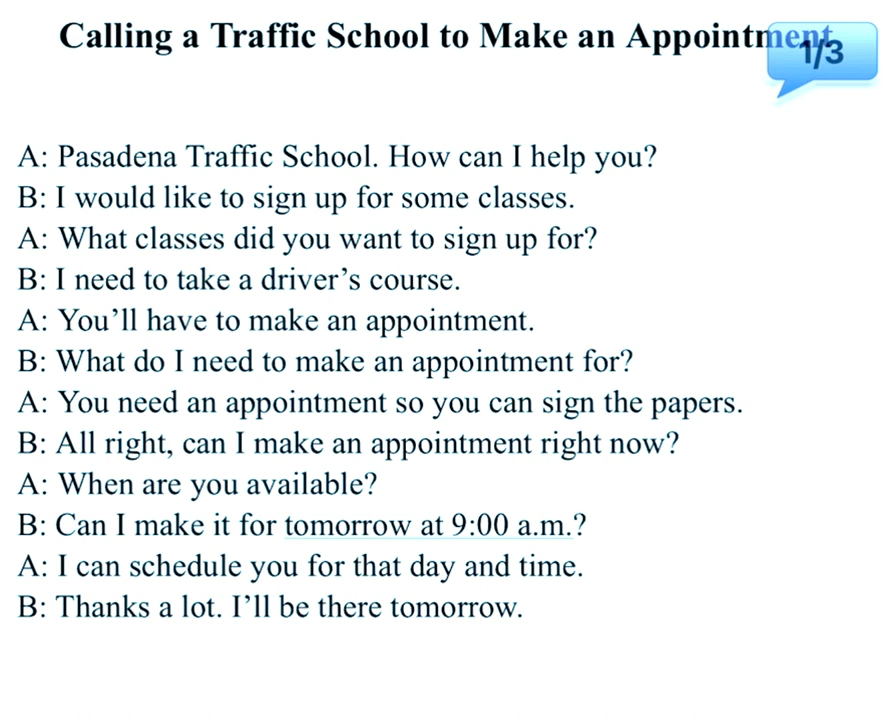 Calling a Traffic School to Make an Appointment
1/3
A: Pasadena Traffic School. How can I help you?
B: I would like to sign up for some classes.
A: What classes did you want to sign up for?
B: I need to take a driver’s course.
A: You’ll have to make an appointment.
B: What do I need to make an appointment for?
A: You need an appointment so you can sign the papers.
B: All right, can I make an appointment right now?
A: When are you available?
B: Can I make it for tomorrow at 9:00 a.m.?
A: I can schedule you for that day and time.
B: Thanks a lot. I’ll be there tomorrow.